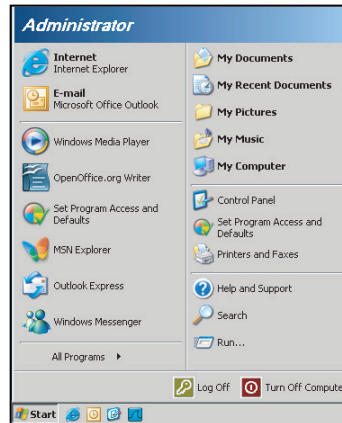 Administrator
Internet
Internet Explorer
E-mail
Microsoft Office Outlook
Windows Media Player
OpenOffice.org Writer
Set Program Access and
Defaults
MSN Explorer
Outlook Express
Windows Messenger
All Programs
My Documents
My Recent Documents
My Pictures
My Music
My Computer
Control Panel
Set Program Access and
Defaults
Printers and Faxes
Help and Support
Search
Run...
Log Off
Turn Off Compute
Start